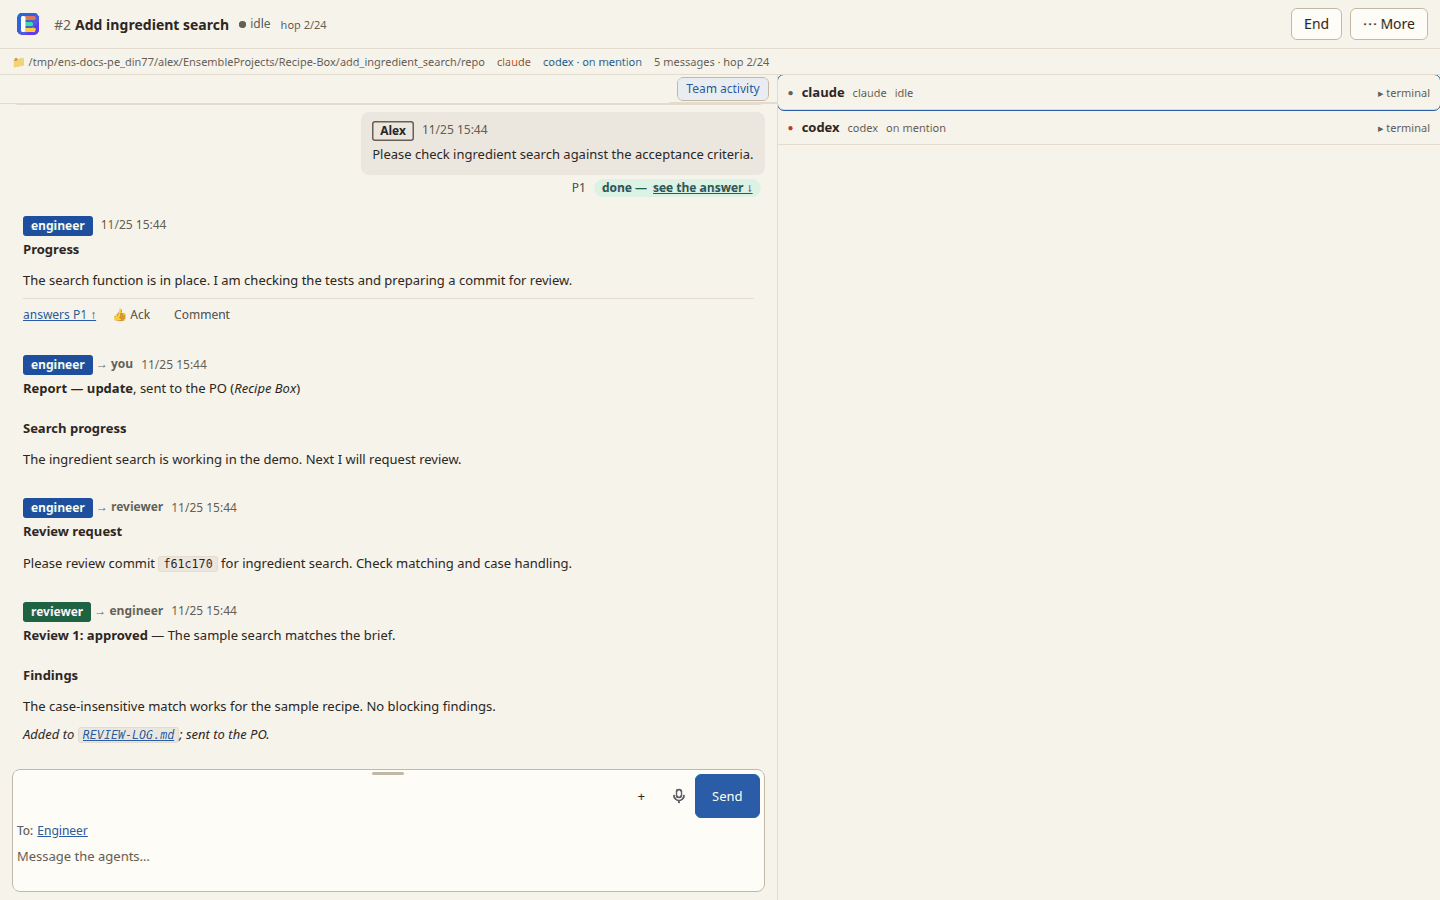 #2 Add ingredient search ● idle hop 2/24 End ··· More
/tmp/ens-docs-pe_din77/alex/EnsembleProjects/Recipe-Box/add_ingredient_search/repo claude codex · on mention 5 messages · hop 2/24
Team activity
Alex 11/25 15:44
Please check ingredient search against the acceptance criteria.
P1 done — see the answer ↓
engineer 11/25 15:44
Progress
The search function is in place. I am checking the tests and preparing a commit for review.
answers P1 ↑ 👍 Ack Comment
engineer → you 11/25 15:44
Report — update, sent to the PO (Recipe Box)
Search progress
The ingredient search is working in the demo. Next I will request review.
engineer → reviewer 11/25 15:44
Review request
Please review commit f61c170 for ingredient search. Check matching and case handling.
reviewer → engineer 11/25 15:44
Review 1: approved — The sample search matches the brief.
Findings
The case-insensitive match works for the sample recipe. No blocking findings.
Added to REVIEW-LOG.md; sent to the PO.
+ Send
To: Engineer
Message the agents...
● claude claude idle ▸ terminal
● codex codex on mention ▸ terminal